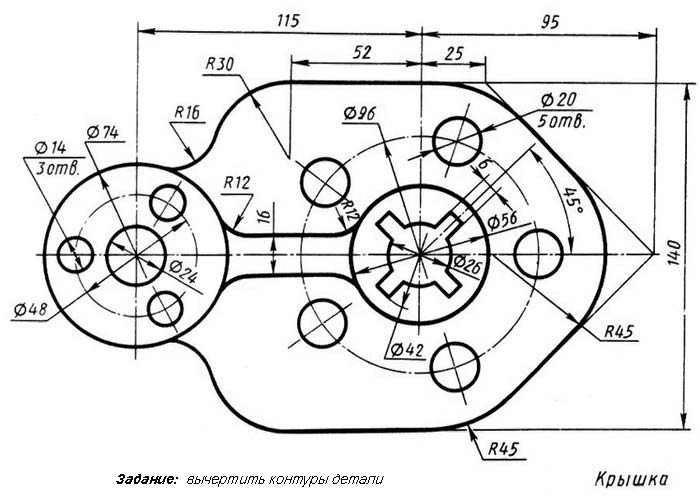 115
95
52
25
R30
R16
Ø96
Ø20
5отв.
Ø74
Ø14
3отв.
R12
R12
16
6
45°
Ø56
Ø24
Ø26
140
Ø48
Ø42
R45
R45
Задание: вычертить контуры детали
Крышка